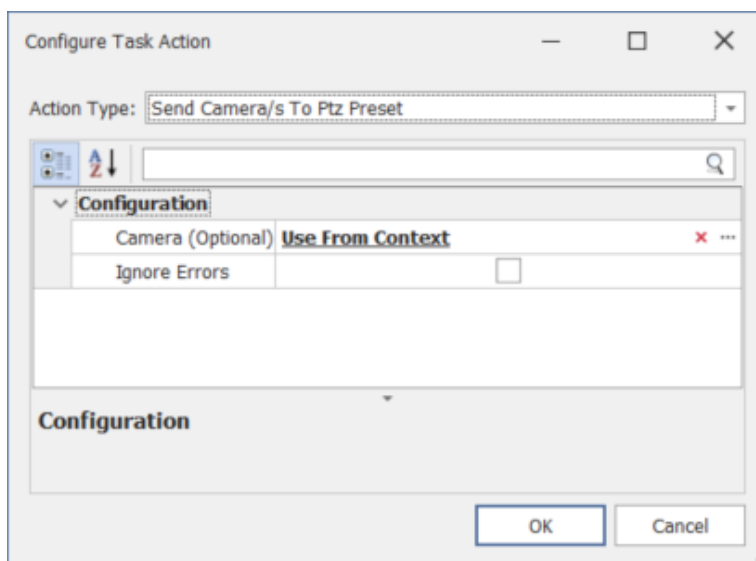 Configure Task Action
Action Type: Send Camera/s To Ptz Preset
Configuration
Camera (Optional) Use From Context
Ignore Errors
Configuration
OK Cancel